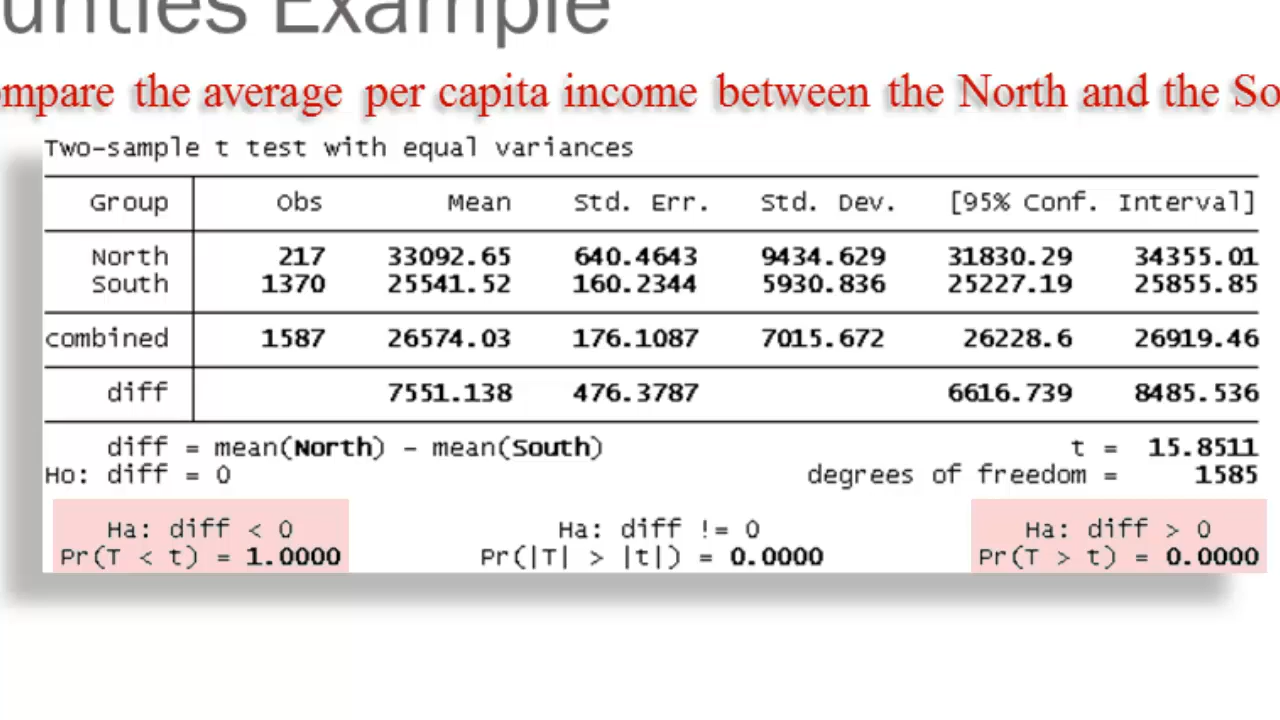 unties Example
ompare the average per capita income between the North and the So
Two-sample t test with equal variances
Group Obs Mean Std. Err. Std. Dev. [95% Conf. Interval]
North 217 33092.65 640.4643 9434.629 31830.29 34355.01
South 1370 25541.52 160.2344 5930.836 25227.19 25855.85
combined 1587 26574.03 176.1087 7015.672 26228.6 26919.46
diff 7551.138 476.3787 6616.739 8485.536
diff = mean(North) - mean(South) t = 15.8511
Ho: diff = 0 degrees of freedom = 1585
Ha: diff < 0 Ha: diff != 0 Ha: diff > 0
Pr(T < t) = 1.0000 Pr(|T| > |t|) = 0.0000 Pr(T > t) = 0.0000